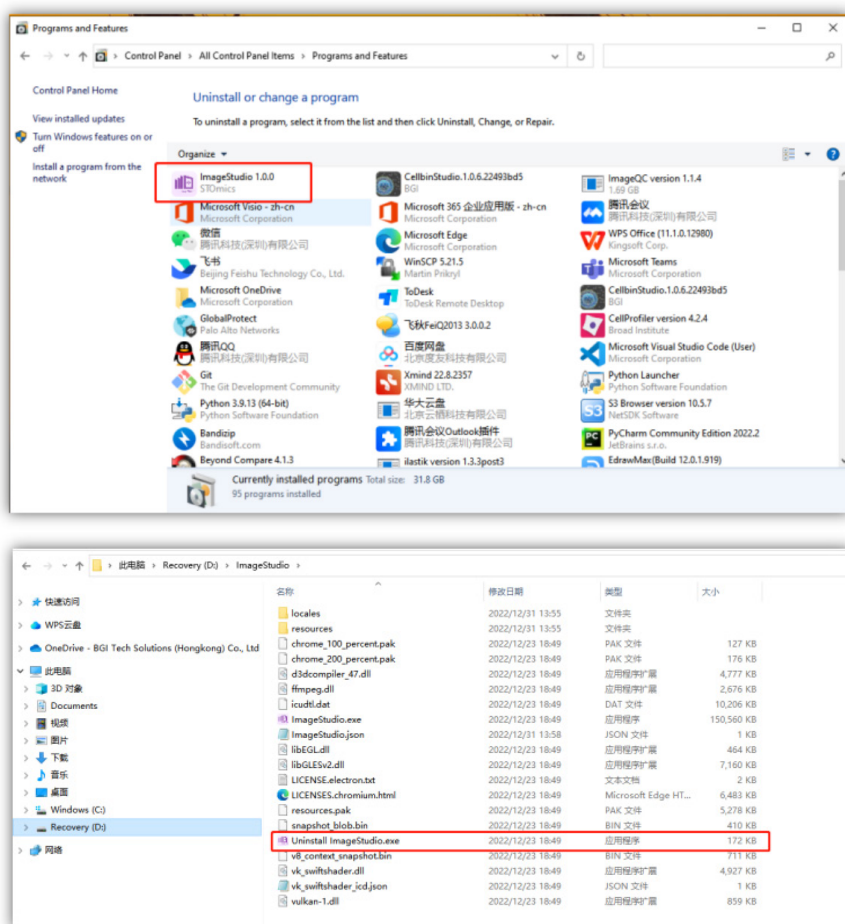 Programs and Features
Control Panel > All Control Panel Items > Programs and Features
Control Panel Home
View installed updates
Turn Windows features on or off
Install a program from the network
Uninstall or change a program
To uninstall a program, select it from the list and then click Uninstall, Change, or Repair.
Organize
ImageStudio 1.0.0
STOmics
CellbinStudio.1.0.6.22493bd5
BGI
ImageQC version 1.1.4
1.69 GB
Microsoft Visio - zh-cn
Microsoft Corporation
Microsoft 365 企业应用版 - zh-cn
Microsoft Corporation
腾讯会议
腾讯科技(深圳)有限公司
微信
腾讯科技(深圳)有限公司
Microsoft Edge
Microsoft Corporation
WPS Office (11.1.0.12980)
Kingsoft Corp.
飞书
Beijing Feishu Technology Co., Ltd.
WinSCP 5.21.5
Martin Prikryl
Microsoft Teams
Microsoft Corporation
Microsoft OneDrive
Microsoft Corporation
ToDesk
ToDesk Remote Desktop
CellbinStudio.1.0.6.22493bd5
BGI
GlobalProtect
Palo Alto Networks
飞秋FeiQ2013 3.0.0.2
CellProfiler version 4.2.4
Broad Institute
腾讯QQ
腾讯科技(深圳)有限公司
百度网盘
北京度友科技有限公司
Microsoft Visual Studio Code (User)
Microsoft Corporation
Git
The Git Development Community
Xmind 22.8.2357
XMIND LTD.
Python Launcher
Python Software Foundation
Python 3.9.13 (64-bit)
Python Software Foundation
华大云盘
北京云栖科技有限公司
S3 Browser version 10.5.7
NetSDK Software
Bandizip
Bandisoft.com
腾讯会议Outlook插件
腾讯科技(深圳)有限公司
PyCharm Community Edition 2022.2
JetBrains s.r.o.
Beyond Compare 4.1.3
ilastik version 1.3.3post3
EdrawMax(Build 12.0.1.919)
Currently installed programs Total size: 31.8 GB
95 programs installed
此电脑 > Recovery (D:) > ImageStudio >
名称 修改日期 类型 大小
快速访问
WPS云盘
OneDrive - BGI Tech Solutions (Hongkong) Co., Ltd
此电脑
3D 对象
Documents
视频
图片
下载
音乐
桌面
Windows (C:)
Recovery (D:)
网络
locales 2022/12/31 13:55 文件夹
resources 2022/12/31 13:55 文件夹
chrome_100_percent.pak 2022/12/23 18:49 PAK 文件 127 KB
chrome_200_percent.pak 2022/12/23 18:49 PAK 文件 176 KB
d3dcompiler_47.dll 2022/12/23 18:49 应用程序扩展 4,777 KB
ffmpeg.dll 2022/12/23 18:49 应用程序扩展 2,676 KB
icudtl.dat 2022/12/23 18:49 DAT 文件 10,206 KB
ImageStudio.exe 2022/12/23 18:49 应用程序 150,560 KB
ImageStudio.json 2022/12/31 13:58 JSON 文件 1 KB
libEGL.dll 2022/12/23 18:49 应用程序扩展 464 KB
libGLESv2.dll 2022/12/23 18:49 应用程序扩展 7,160 KB
LICENSE.electron.txt 2022/12/23 18:49 文本文档 2 KB
LICENSES.chromium.html 2022/12/23 18:49 Microsoft Edge HT... 6,483 KB
resources.pak 2022/12/23 18:49 PAK 文件 5,278 KB
snapshot_blob.bin 2022/12/23 18:49 BIN 文件 410 KB
Uninstall ImageStudio.exe 2022/12/23 18:49 应用程序 172 KB
v8_context_snapshot.bin 2022/12/23 18:49 BIN 文件 711 KB
vk_swiftshader.dll 2022/12/23 18:49 应用程序扩展 4,927 KB
vk_swiftshader_icd.json 2022/12/23 18:49 JSON 文件 1 KB
vulkan-1.dll 2022/12/23 18:49 应用程序扩展 859 KB